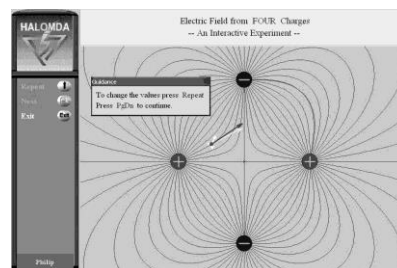 HALOMDA
Electric Field from FOUR Charges
-- An Interactive Experiment --
Guidance
To change the values press Repeat
Press PgDn to continue.
Repeat
Next
Exit
Exit
Philip